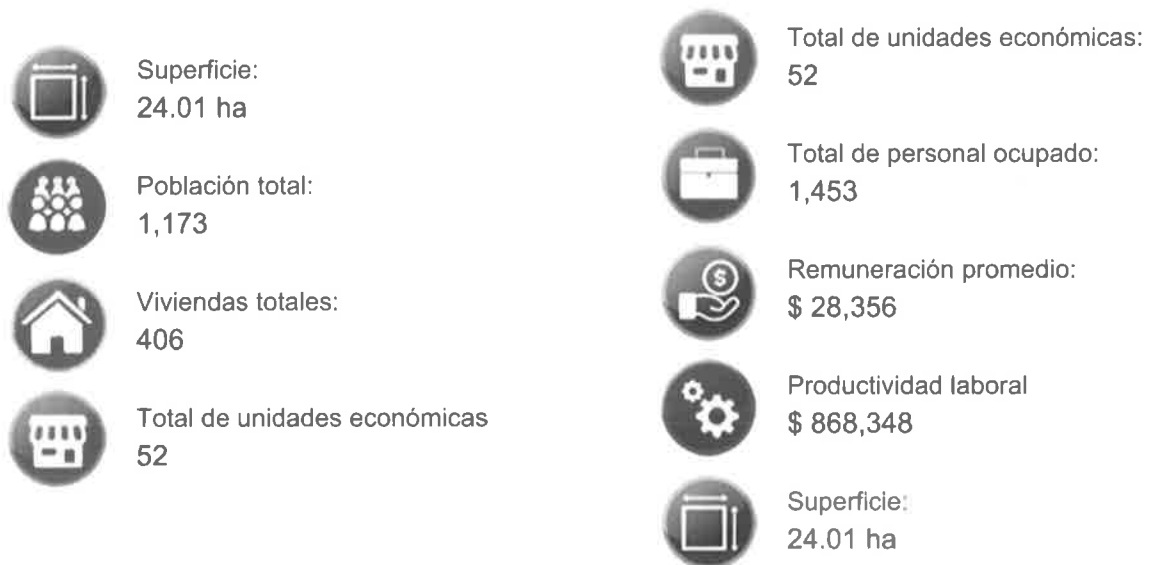 Superficie:
24.01 ha
Población total:
1,173
Viviendas totales:
406
Total de unidades económicas
52
Total de unidades económicas:
52
Total de personal ocupado:
1,453
Remuneración promedio:
$ 28,356
Productividad laboral
$ 868,348
Superficie:
24.01 ha